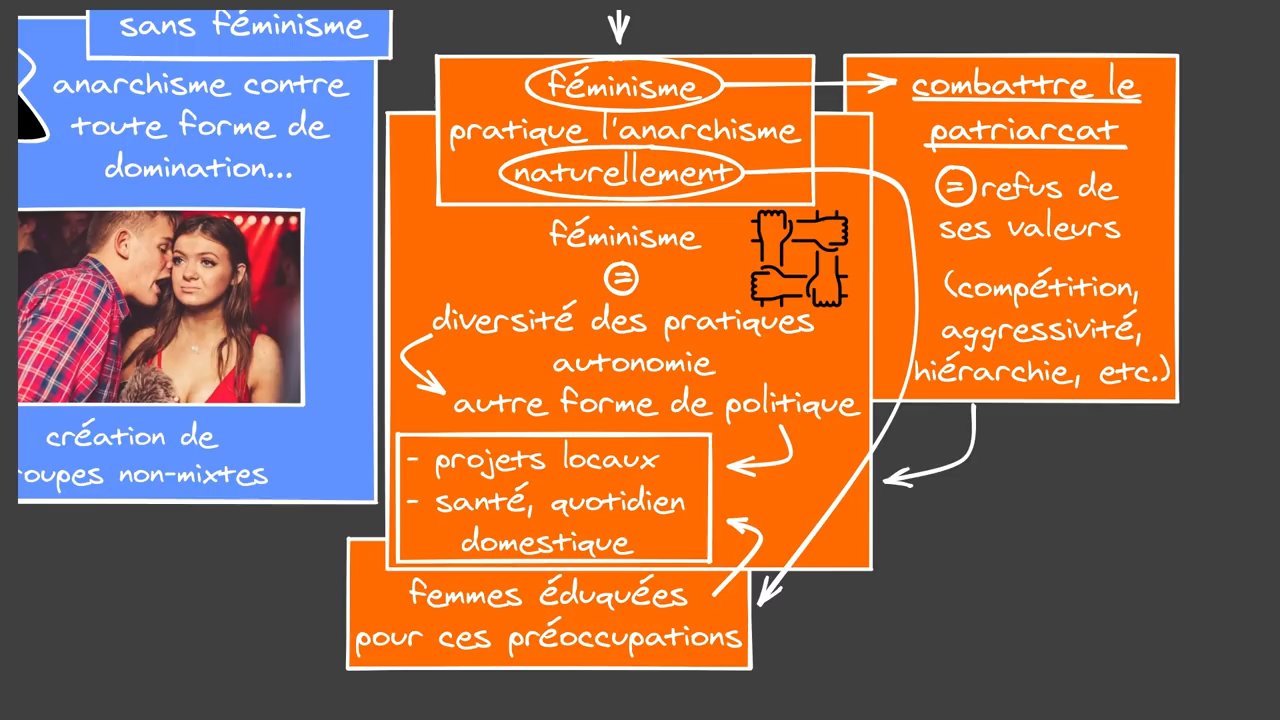 sans féminisme
anarchisme contre
toute forme de
domination...
création de
non-mixtes
féminisme
pratique l'anarchisme
naturellement
féminisme
=
diversité des pratiques
autonomie
autre forme de politique
- projets locaux
- santé, quotidien
domestique
femmes éduquées
pour ces préoccupations
combattre le
patriarcat
= refus de
ses valeurs
(compétition,
aggressivité,
hiérarchie, etc.)